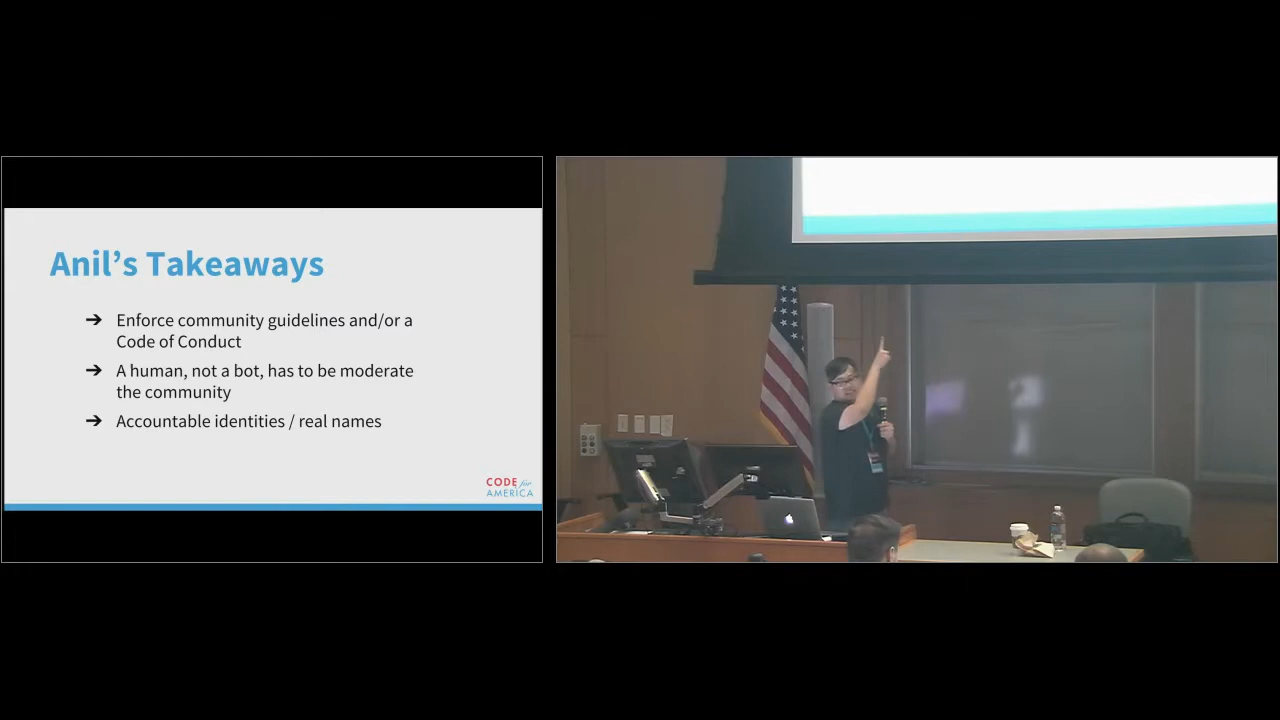 Anil’s Takeaways
➔ Enforce community guidelines and/or a
Code of Conduct
➔ A human, not a bot, has to be moderate
the community
➔ Accountable identities / real names
CODE for
AMERICA